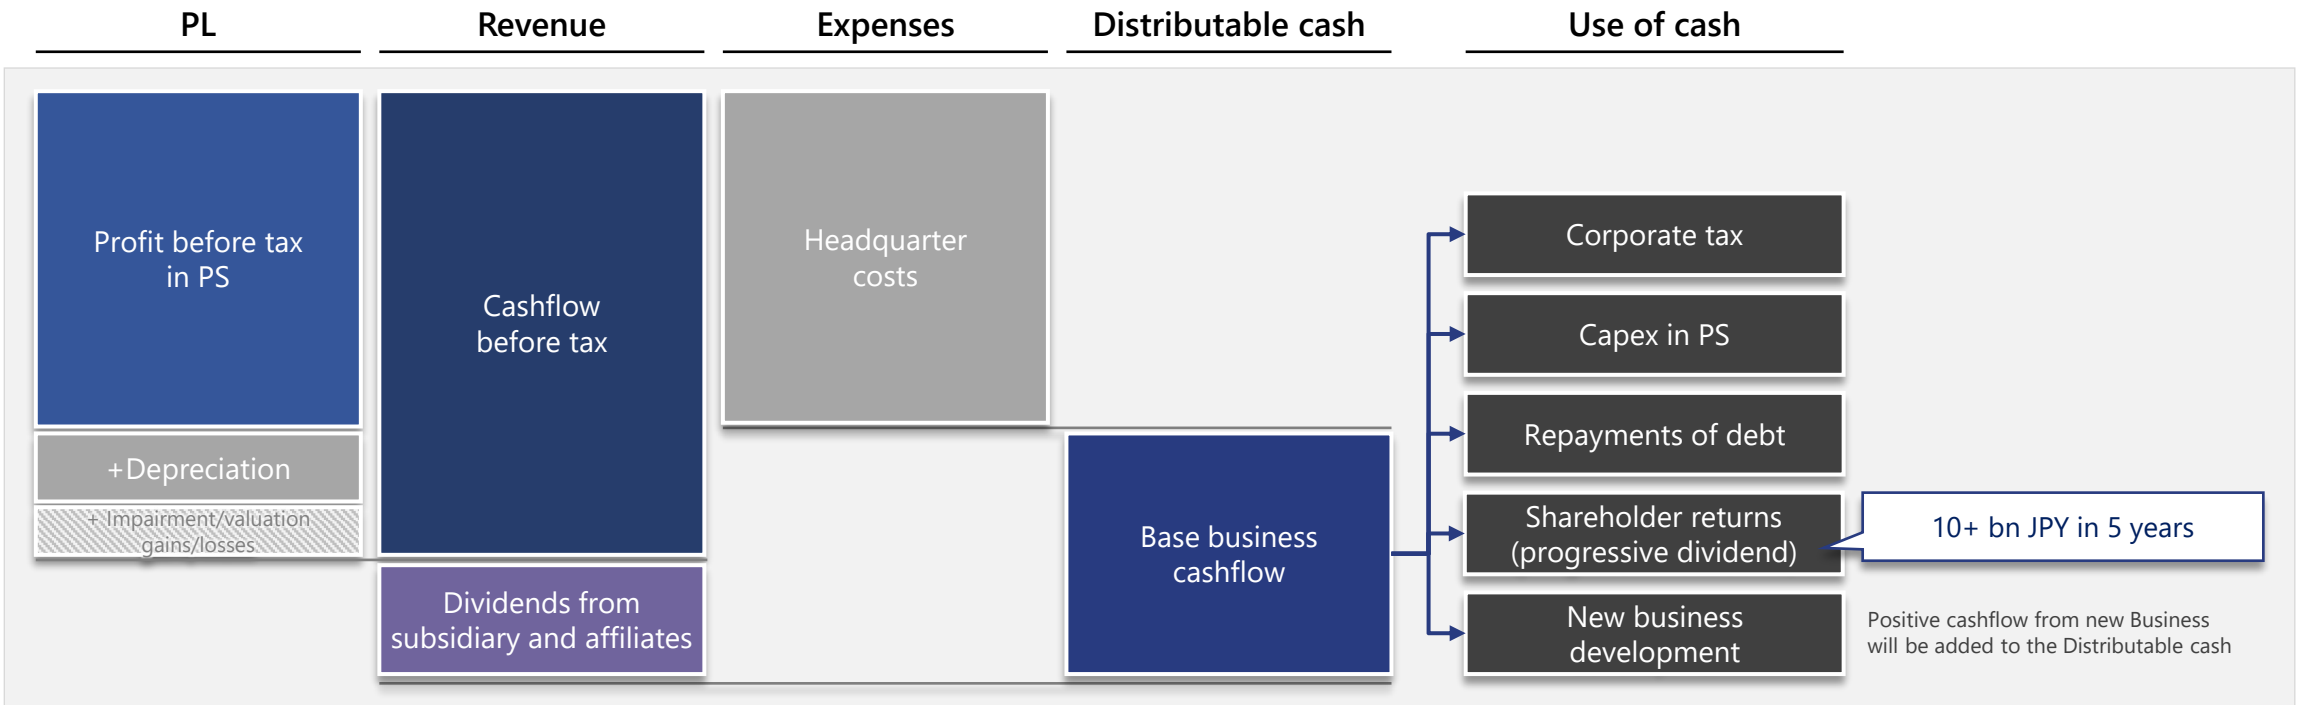 PL
Revenue
Expenses
Distributable cash
Use of cash
Profit before tax
in PS
+Depreciation
+ Impairment/valuation
gains/losses
Cashflow
before tax
Dividends from
subsidiary and affiliates
Headquarter
costs
Base business
cashflow
Corporate tax
Capex in PS
Repayments of debt
Shareholder returns
(progressive dividend)
10+ bn JPY in 5 years
New business
development
Positive cashflow from new Business
will be added to the Distributable cash